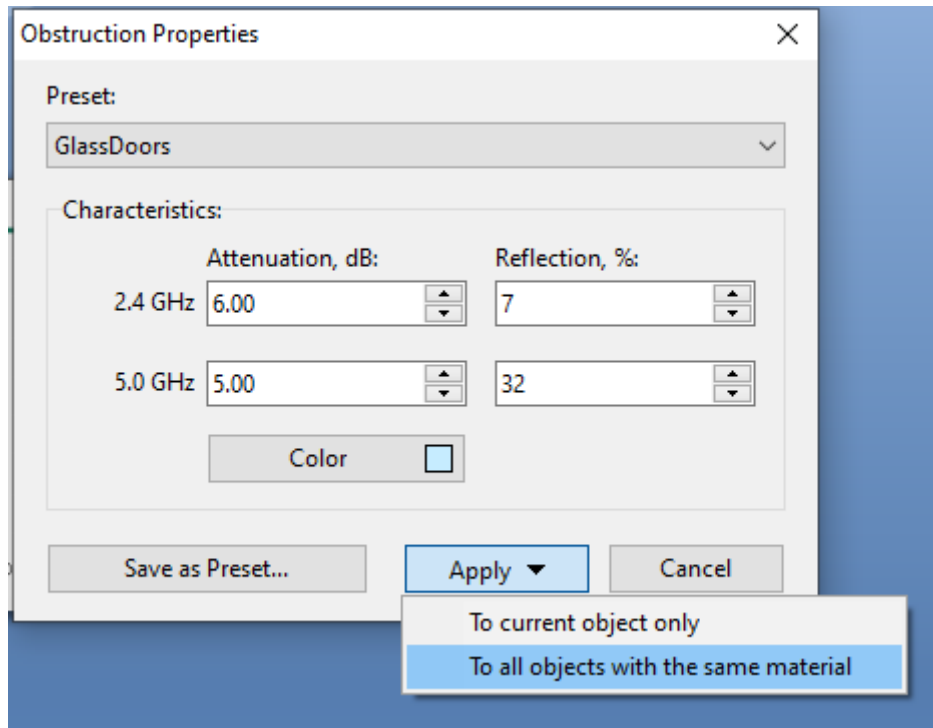 Obstruction Properties
Preset:
GlassDoors
Characteristics:
Attenuation, dB: Reflection, %:
2.4 GHz 6.00 7
5.0 GHz 5.00 32
Color
Save as Preset... Apply Cancel
To current object only
To all objects with the same material